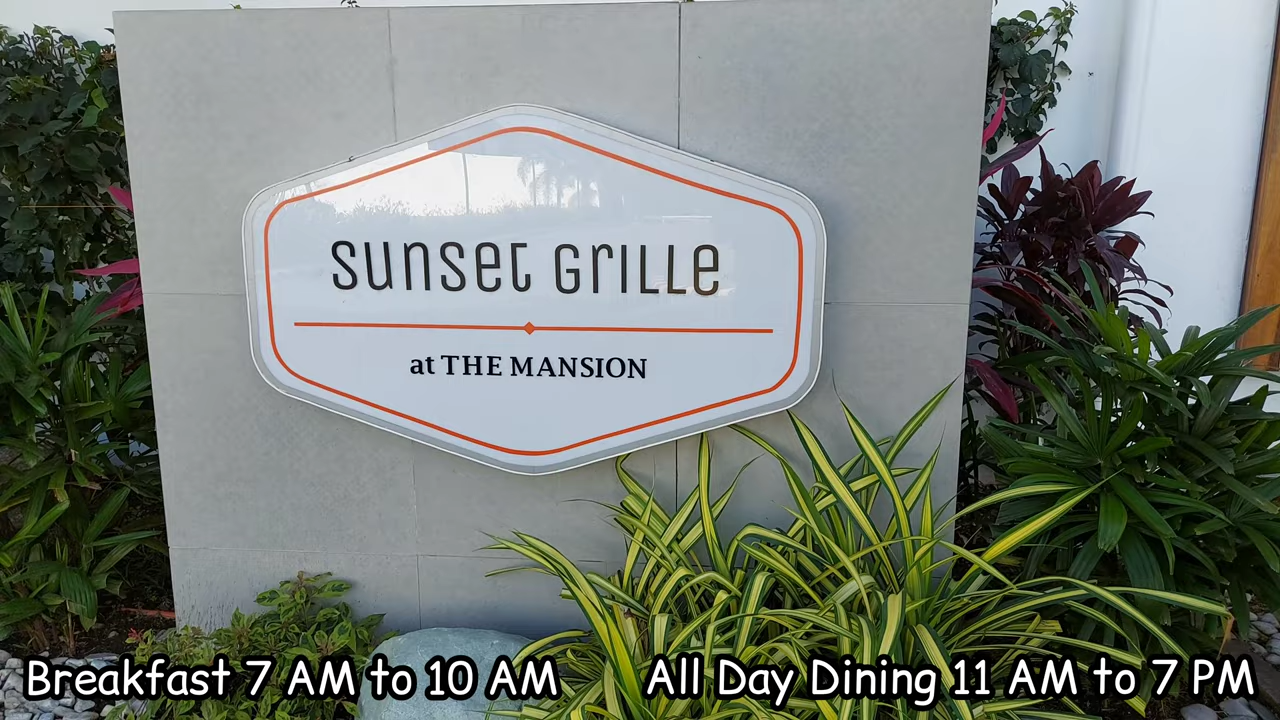 Sunset Grille
at THE MANSION
Breakfast 7 AM to 10 AM
All Day Dining 11 AM to 7 PM